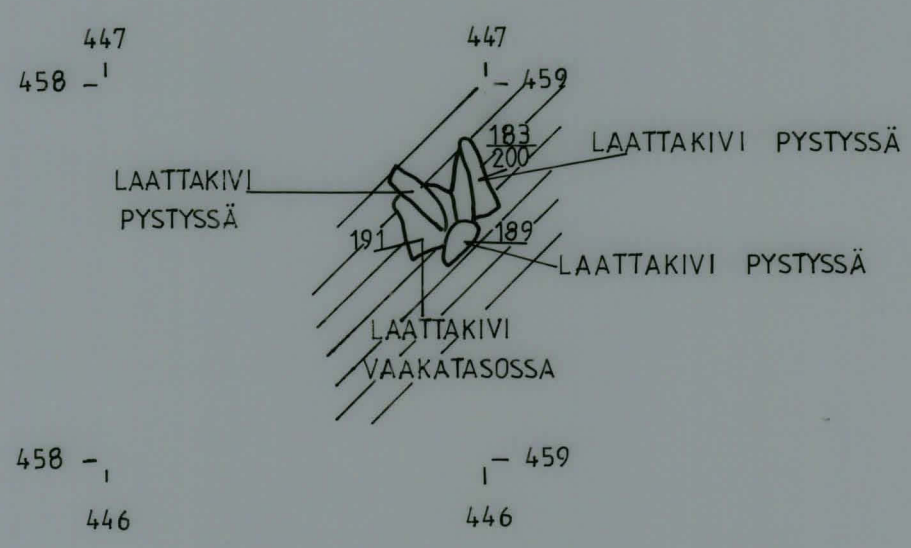 447 447
458 459
183
200
LAATTAKIVI PYSTYSSÄ
LAATTAKIVI
PYSTYSSÄ
191
189
LAATTAKIVI PYSTYSSÄ
LAATTAKIVI
VAAKATASOSSA
458 459
446 446